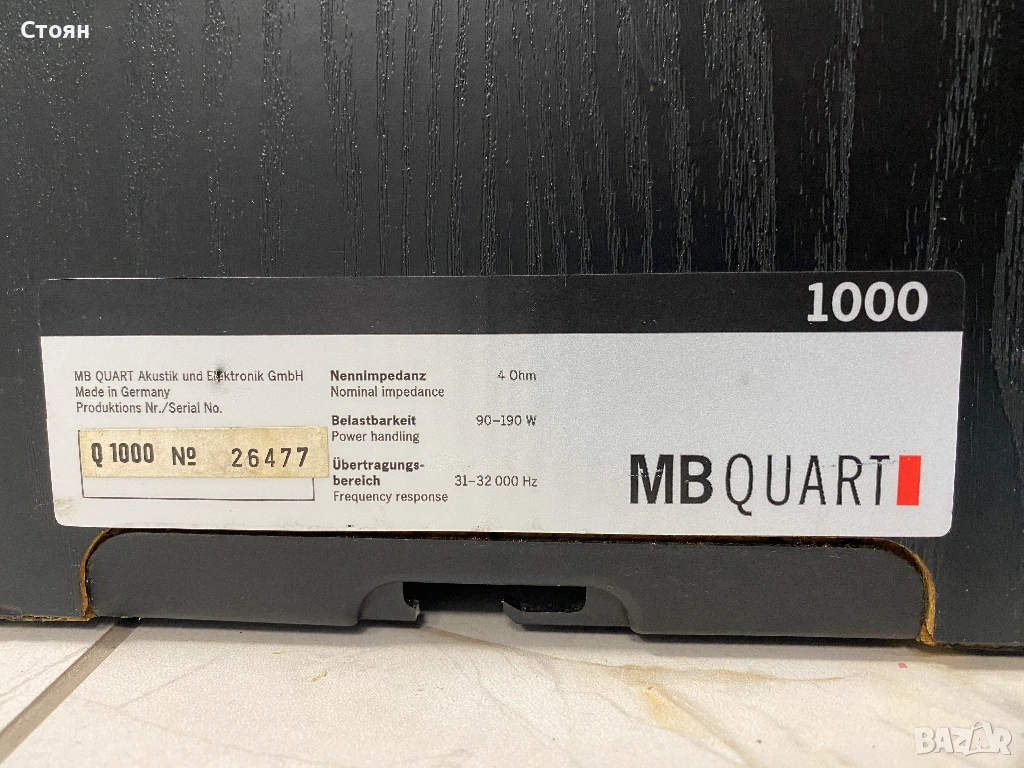 Стоян
1000
MB QUART Akustik und Elektronik GmbH
Made in Germany
Produktions Nr./Serial No.
Q 1000 № 26477
Nennimpedanz 4 Ohm
Nominal impedance
Belastbarkeit 90–190 W
Power handling
Übertragungs-
bereich 31–32 000 Hz
Frequency response
MB QUART
BAZAR